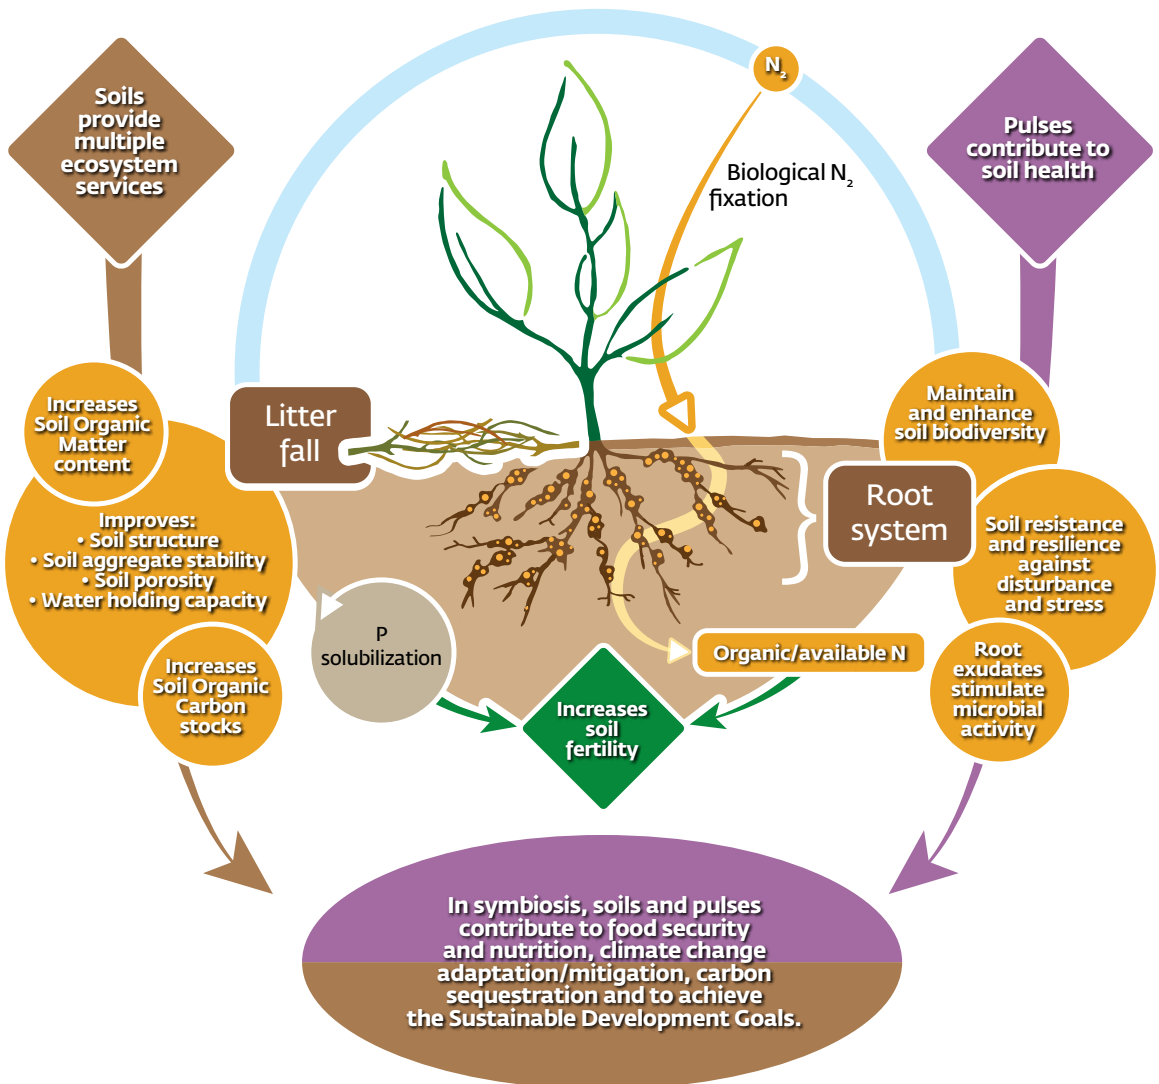 Soils
provide
multiple
ecosystem
services
N₂
Pulses
contribute to
soil health
Biological N₂
fixation
Increases
Soil Organic
Matter
content
Litter
fall
Maintain
and enhance
soil biodiversity
Improves:
• Soil structure
• Soil aggregate stability
• Soil porosity
• Water holding capacity
Root
system
Soil resistance
and resilience
against
disturbance
and stress
P
solubilization
Organic/available N
Increases
Soil Organic
Carbon
stocks
Increases
soil
fertility
Root
exudates
stimulate
microbial
activity
In symbiosis, soils and pulses
contribute to food security
and nutrition, climate change
adaptation/mitigation, carbon
sequestration and to achieve
the Sustainable Development Goals.